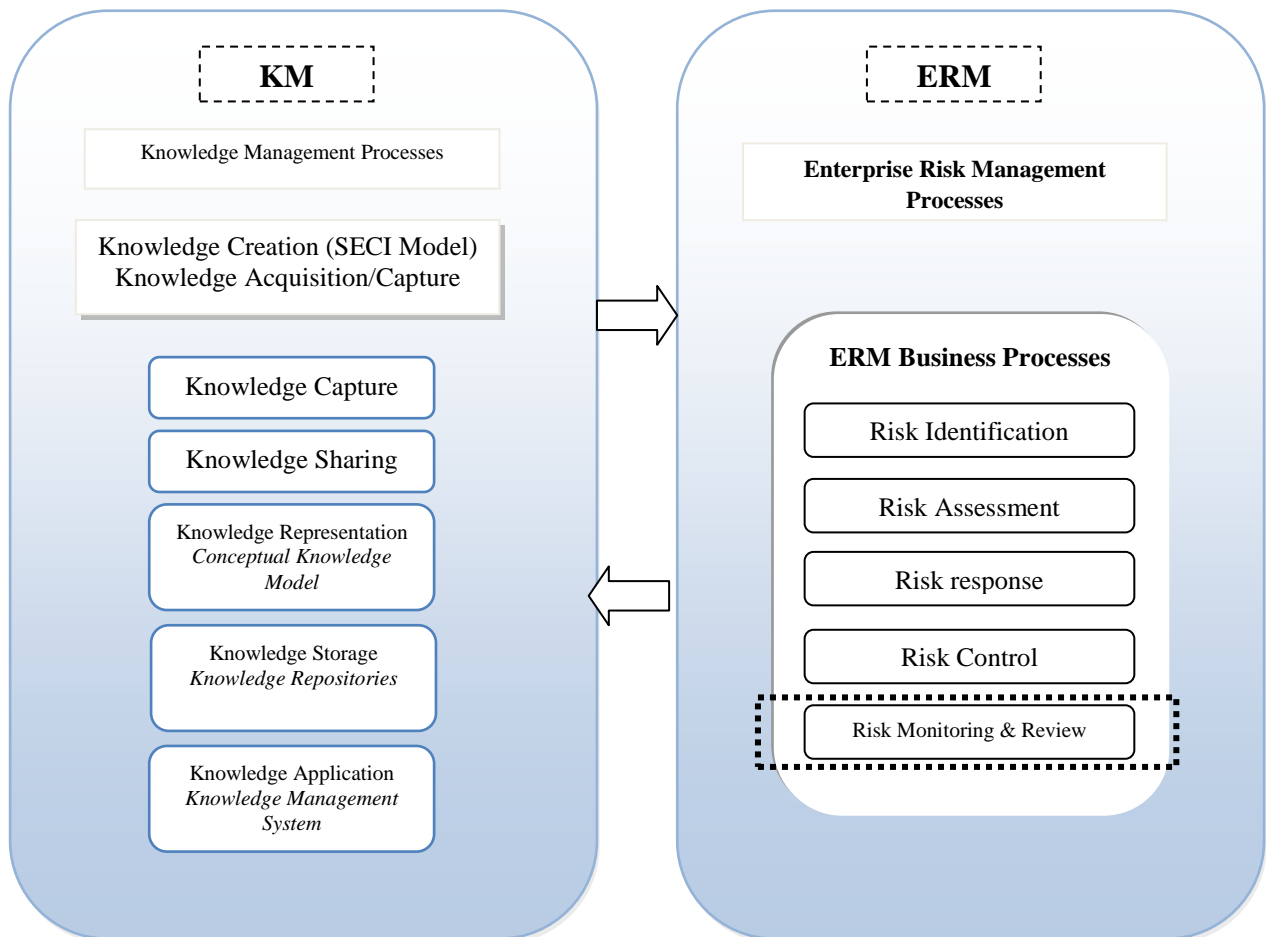 KM
Knowledge Management Processes
Knowledge Creation (SECI Model)
Knowledge Acquisition/Capture
Knowledge Capture
Knowledge Sharing
Knowledge Representation
Conceptual Knowledge
Model
Knowledge Storage
Knowledge Repositories
Knowledge Application
Knowledge Management
System
ERM
Enterprise Risk Management
Processes
ERM Business Processes
Risk Identification
Risk Assessment
Risk response
Risk Control
Risk Monitoring & Review